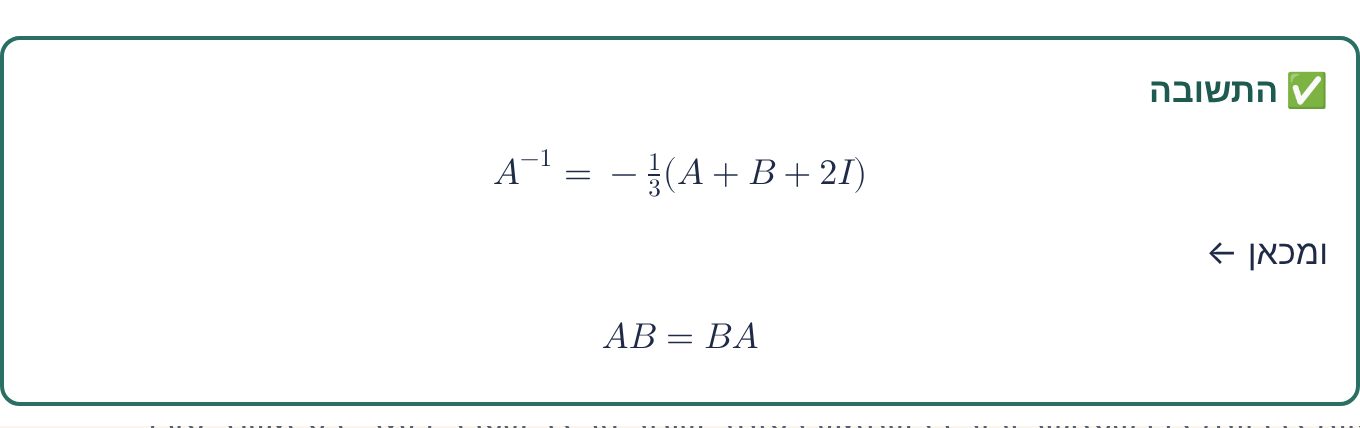 ✅ התשובה
A⁻¹ = −\frac{1}{3}(A + B + 2I)
ומכאן ←
AB = BA